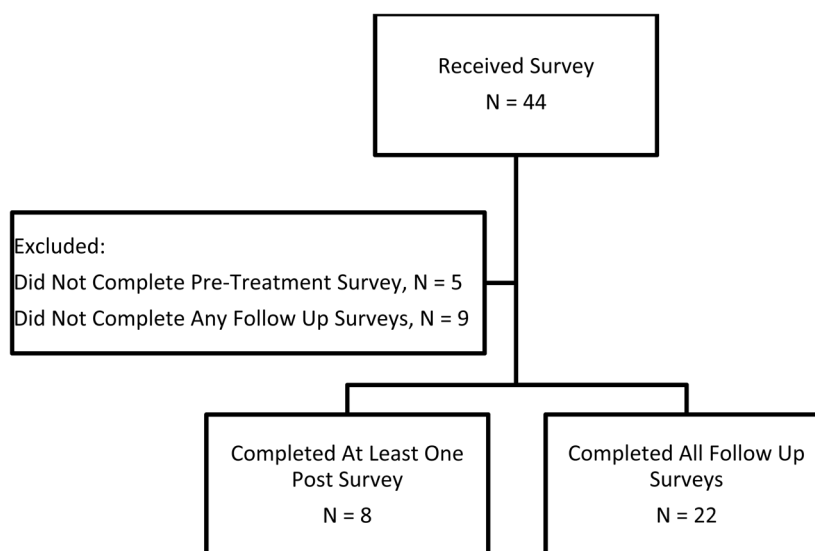 Received Survey
N = 44
Excluded:
Did Not Complete Pre-Treatment Survey, N = 5
Did Not Complete Any Follow Up Surveys, N = 9
Completed At Least One
Post Survey
N = 8
Completed All Follow Up
Surveys
N = 22